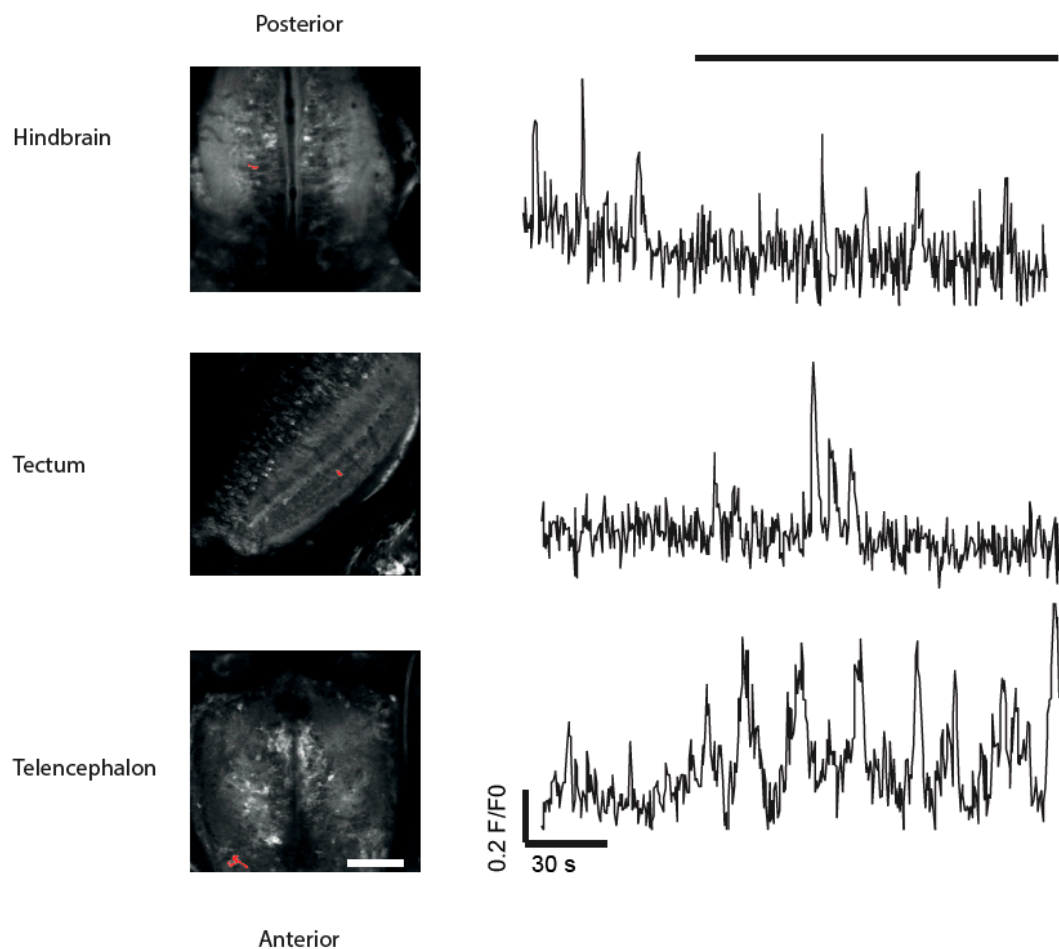 Posterior
Hindbrain
Tectum
Telencephalon
0.2 F/F0
30 s
Anterior